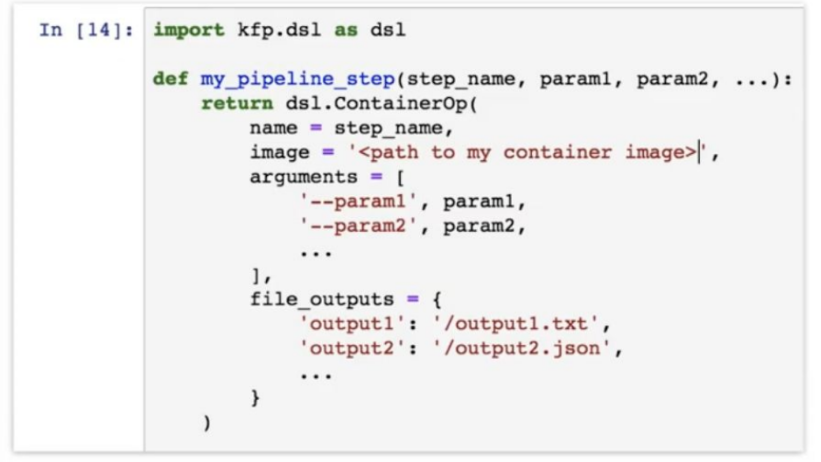 In [14]: import kfp.dsl as dsl
def my_pipeline_step(step_name, param1, param2, ...):
    return dsl.ContainerOp(
        name = step_name,
        image = '<path to my container image>',
        arguments = [
            '--param1', param1,
            '--param2', param2,
            ...
        ],
        file_outputs = {
            'output1': '/output1.txt',
            'output2': '/output2.json',
            ...
        }
    )